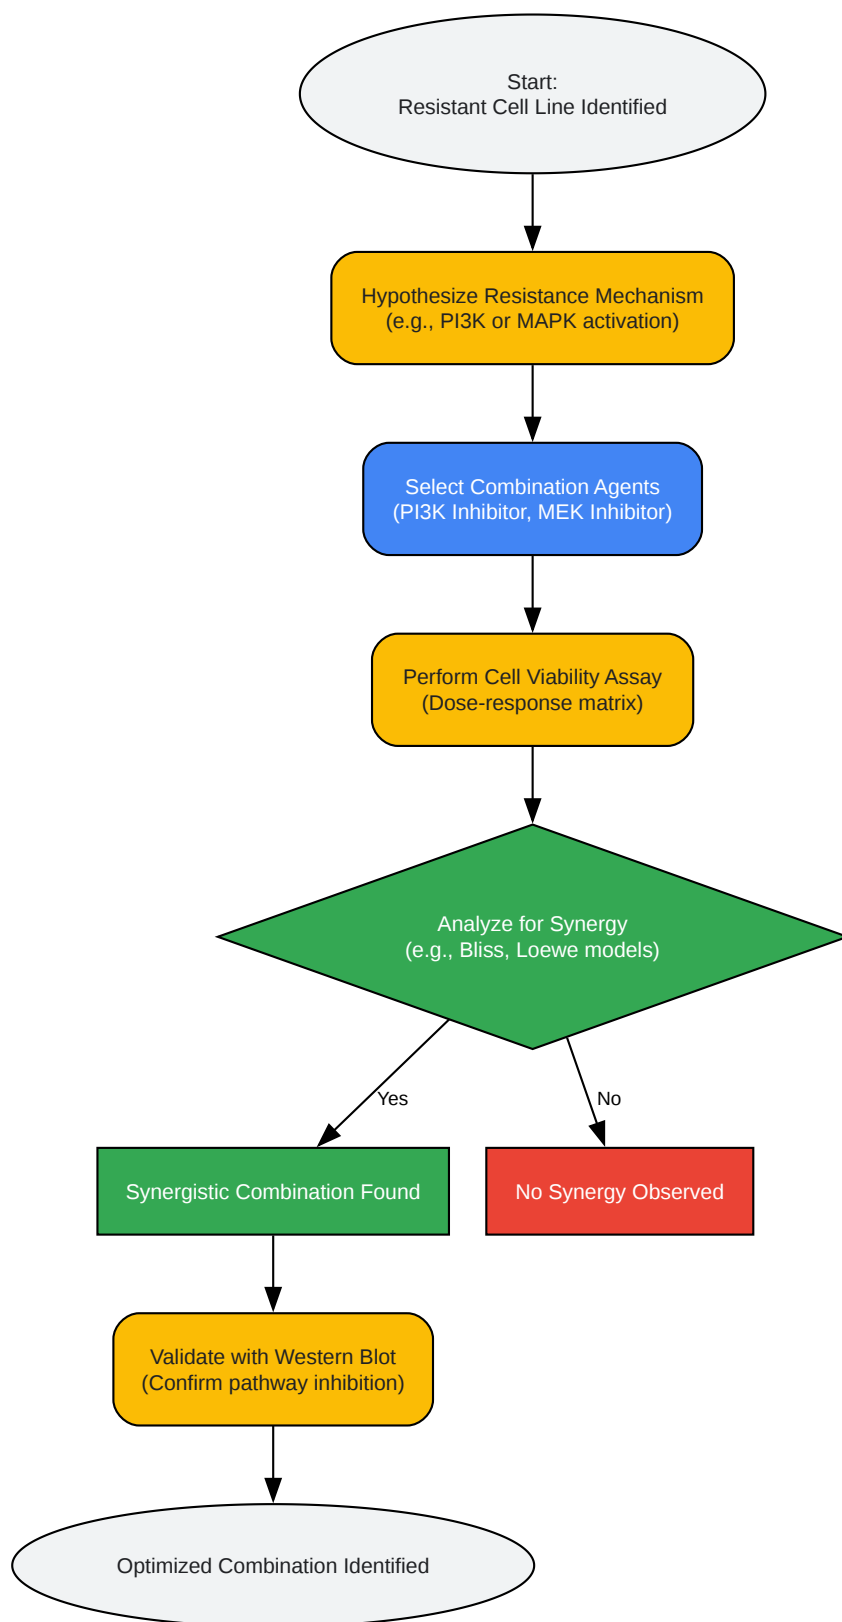 Start:
Resistant Cell Line Identified
Hypothesize Resistance Mechanism
(e.g., PI3K or MAPK activation)
Select Combination Agents
(PI3K Inhibitor, MEK Inhibitor)
Perform Cell Viability Assay
(Dose-response matrix)
Analyze for Synergy
(e.g., Bliss, Loewe models)
Yes
No
Synergistic Combination Found
No Synergy Observed
Validate with Western Blot
(Confirm pathway inhibition)
Optimized Combination Identified